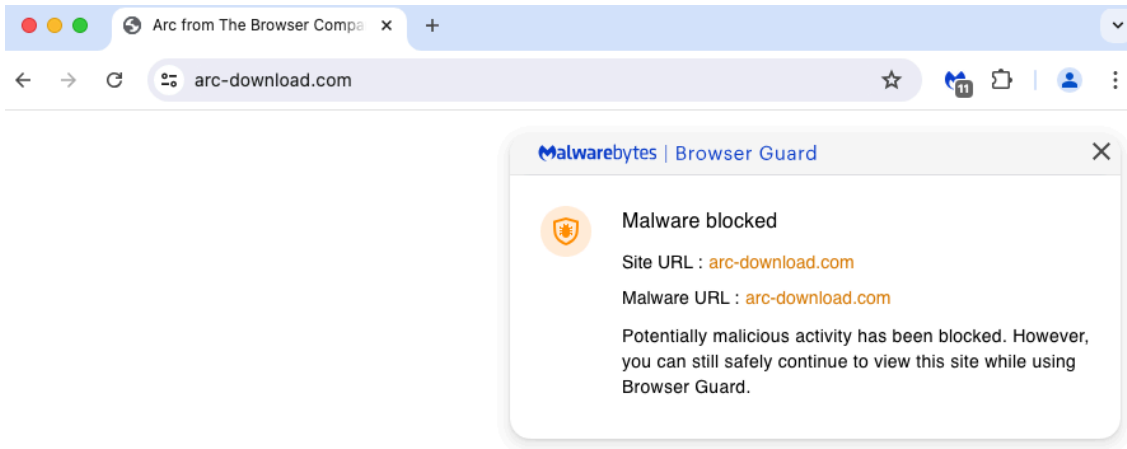 Arc from The Browser Compa
arc-download.com
11
Malwarebytes | Browser Guard
Malware blocked
Site URL : arc-download.com
Malware URL : arc-download.com
Potentially malicious activity has been blocked. However,
you can still safely continue to view this site while using
Browser Guard.